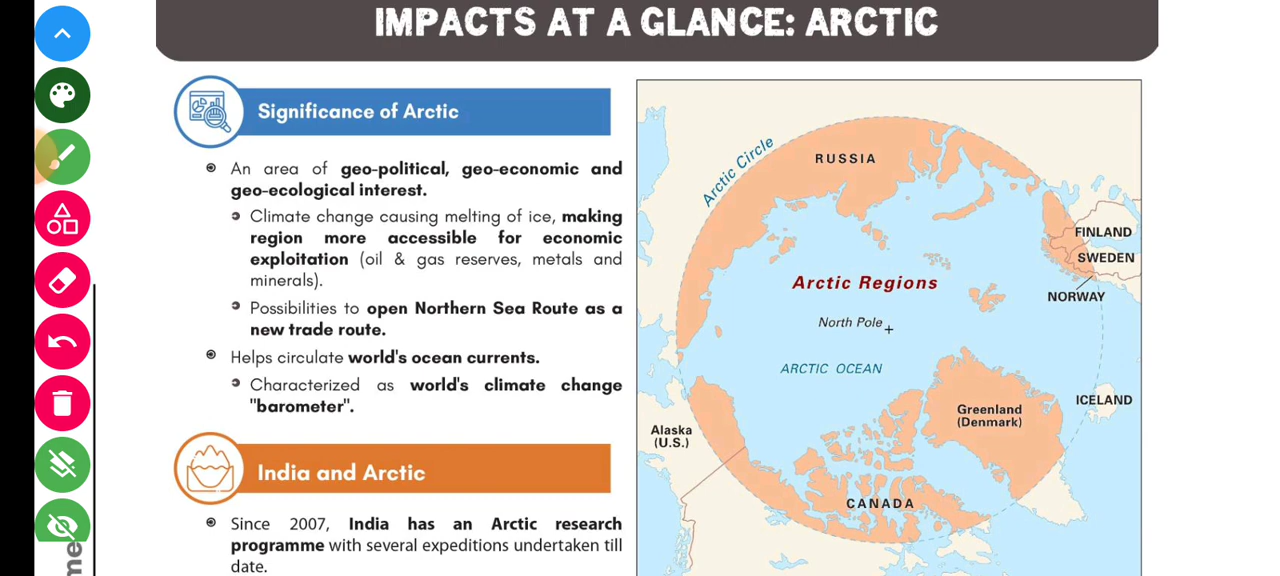 IMPACTS AT A GLANCE: ARCTIC
Significance of Arctic
An area of geo-political, geo-economic and
geo-ecological interest.
Climate change causing melting of ice, making
region more accessible for economic
exploitation (oil & gas reserves, metals and
minerals).
Possibilities to open Northern Sea Route as a
new trade route.
Helps circulate world's ocean currents.
Characterized as world's climate change
"barometer".
India and Arctic
Since 2007, India has an Arctic research
programme with several expeditions undertaken till
date.
Arctic Circle
RUSSIA
FINLAND
SWEDEN
NORWAY
Arctic Regions
North Pole
ARCTIC OCEAN
ICELAND
Greenland
(Denmark)
Alaska
(U.S.)
CANADA
me